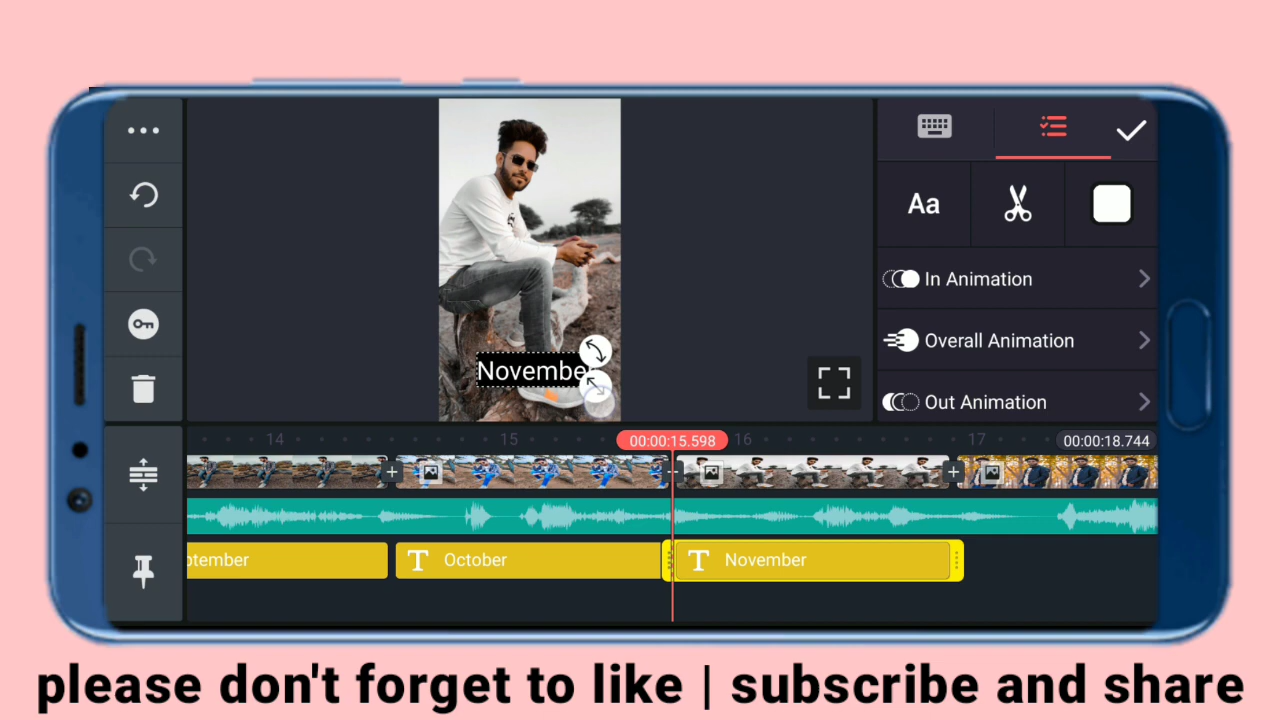 Aa
In Animation
Overall Animation
Out Animation
November
14
15
00:00:15.598
16
17
00:00:18.744
ptember
T October
T November
please don't forget to like | subscribe and share